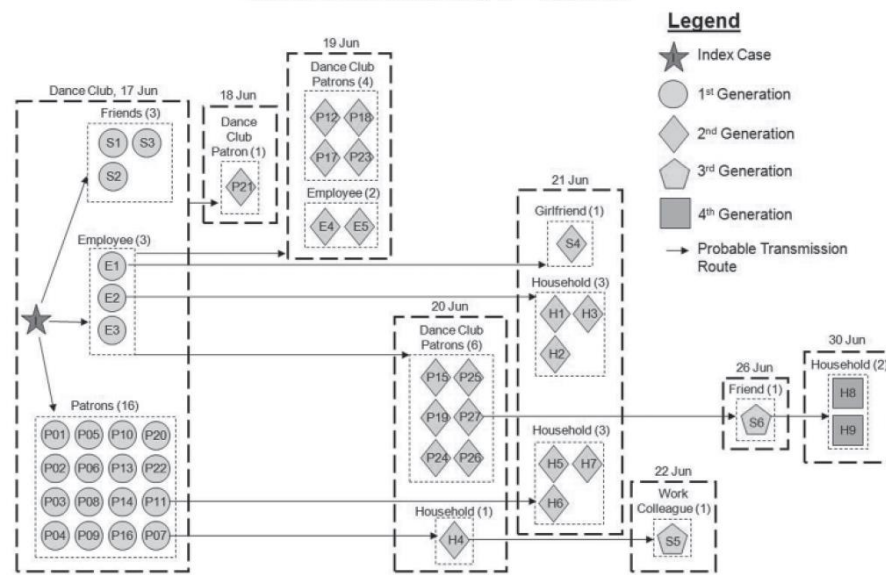 Legend
Index Case
1st Generation
2nd Generation
3rd Generation
4th Generation
Probable Transmission
Route
Dance Club, 17 Jun
Friends (3)
S1 S3
S2
Employee (3)
E1
E2
E3
I
Patrons (16)
P01 P05 P10 P20
P02 P06 P13 P22
P03 P08 P14 P11
P04 P09 P16 P07
18 Jun
Dance
Club
Patron (1)
P21
19 Jun
Dance Club
Patrons (4)
P12 P18
P17 P23
Employee (2)
E4 E5
20 Jun
Dance Club
Patrons (6)
P15 P25
P19 P27
P24 P26
Household (1)
H4
21 Jun
Girlfriend (1)
S4
Household (3)
H1 H3
H2
Household (3)
H5 H7
H6
22 Jun
Work
Colleague (1)
S5
26 Jun
Friend (1)
S6
30 Jun
Household (2)
H8
H9